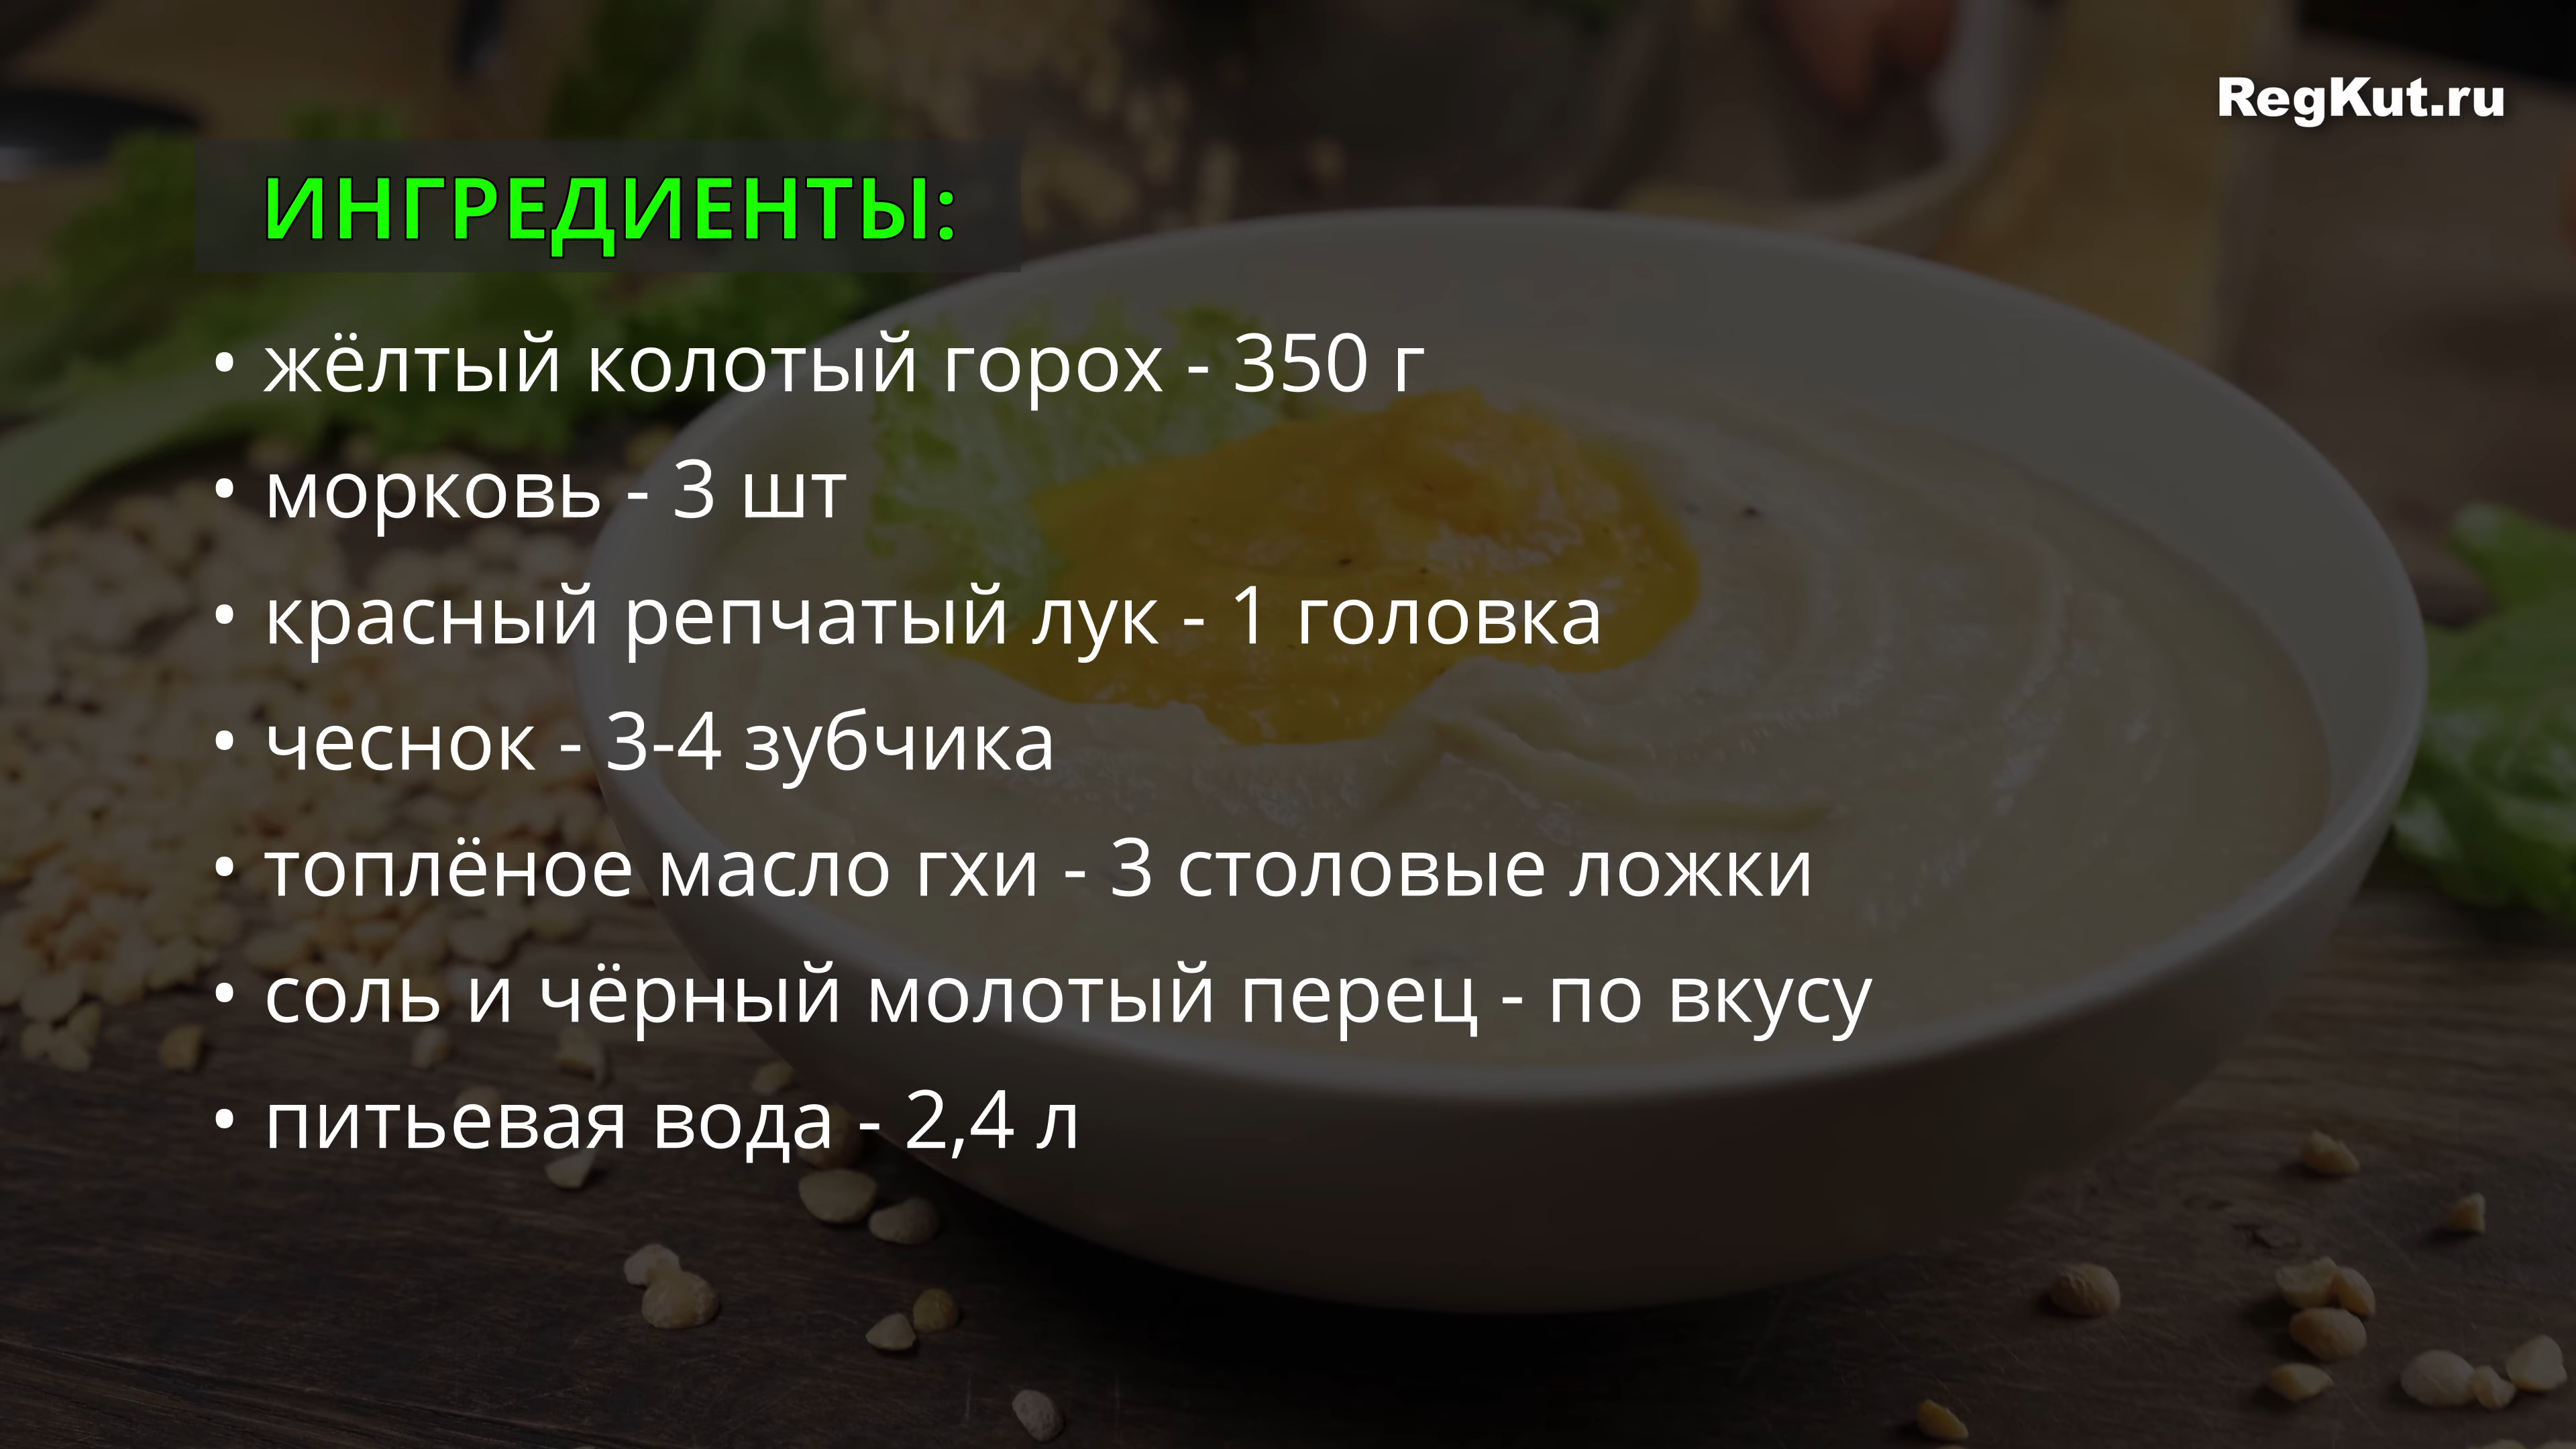 RegKut.ru
ИНГРЕДИЕНТЫ:
• жёлтый колотый горох - 350 г
• морковь - 3 шт
• красный репчатый лук - 1 головка
• чеснок - 3-4 зубчика
• топлёное масло гхи - 3 столовые ложки
• соль и чёрный молотый перец - по вкусу
• питьевая вода - 2,4 л